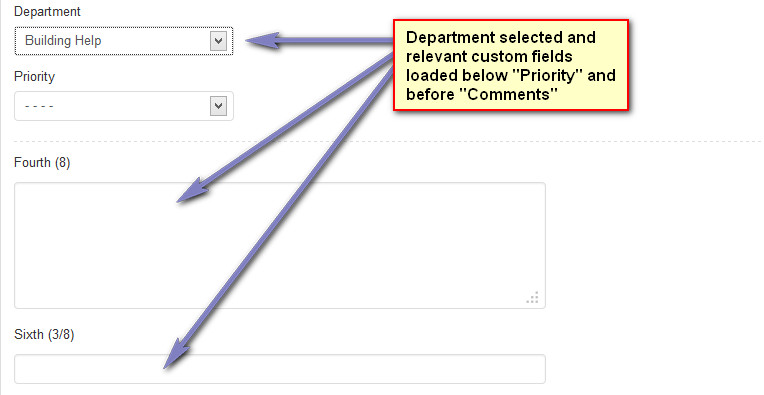 Department
Building Help
Department selected and
relevant custom fields
loaded below "Priority" and
before "Comments"
Priority
- - - -
Fourth (8)
Sixth (3/8)